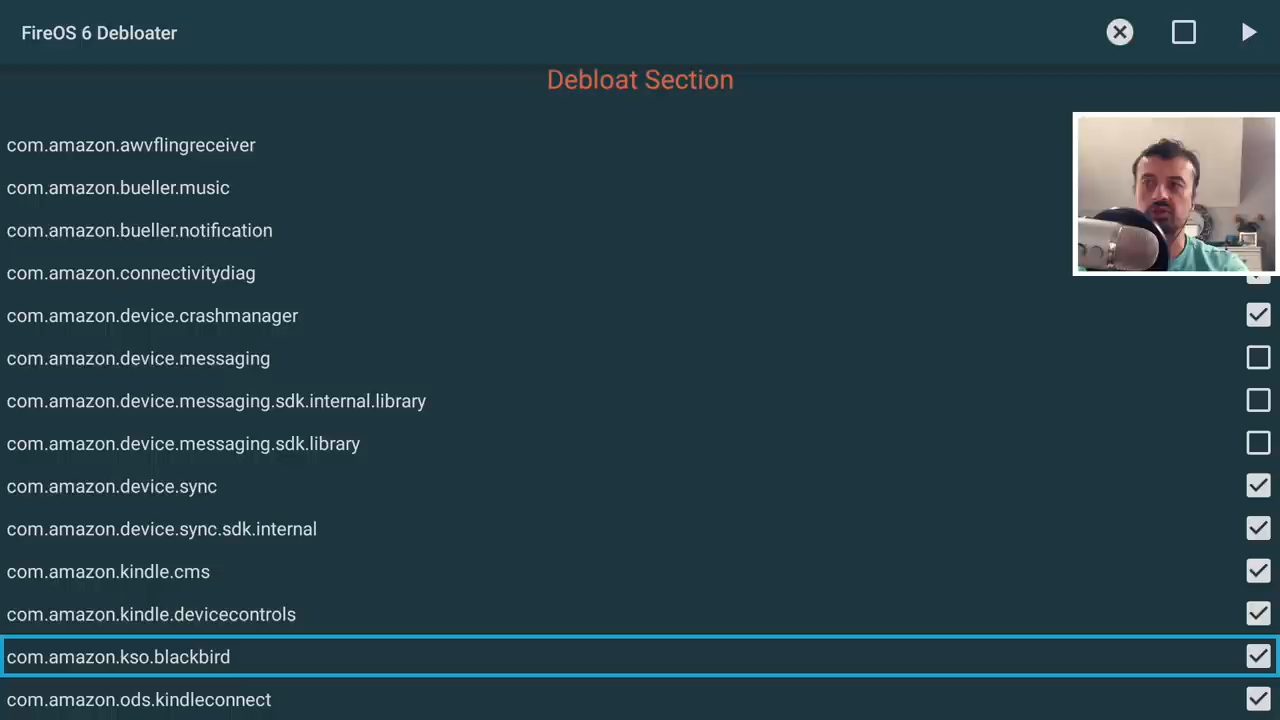 FireOS 6 Debloater
Debloat Section
com.amazon.awvflingreceiver
com.amazon.bueller.music
com.amazon.bueller.notification
com.amazon.connectivitydiag
com.amazon.device.crashmanager
com.amazon.device.messaging
com.amazon.device.messaging.sdk.internal.library
com.amazon.device.messaging.sdk.library
com.amazon.device.sync
com.amazon.device.sync.sdk.internal
com.amazon.kindle.cms
com.amazon.kindle.devicecontrols
com.amazon.kso.blackbird
com.amazon.ods.kindleconnect